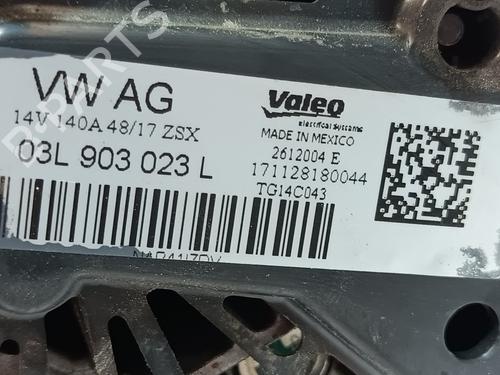 VW AG
14V 140A 48/17 ZSX
03L 903 023 L
Valeo
Electrical Systems
MADE IN MEXICO
2612004 E
171128180044
TG14C043
B-PARTS